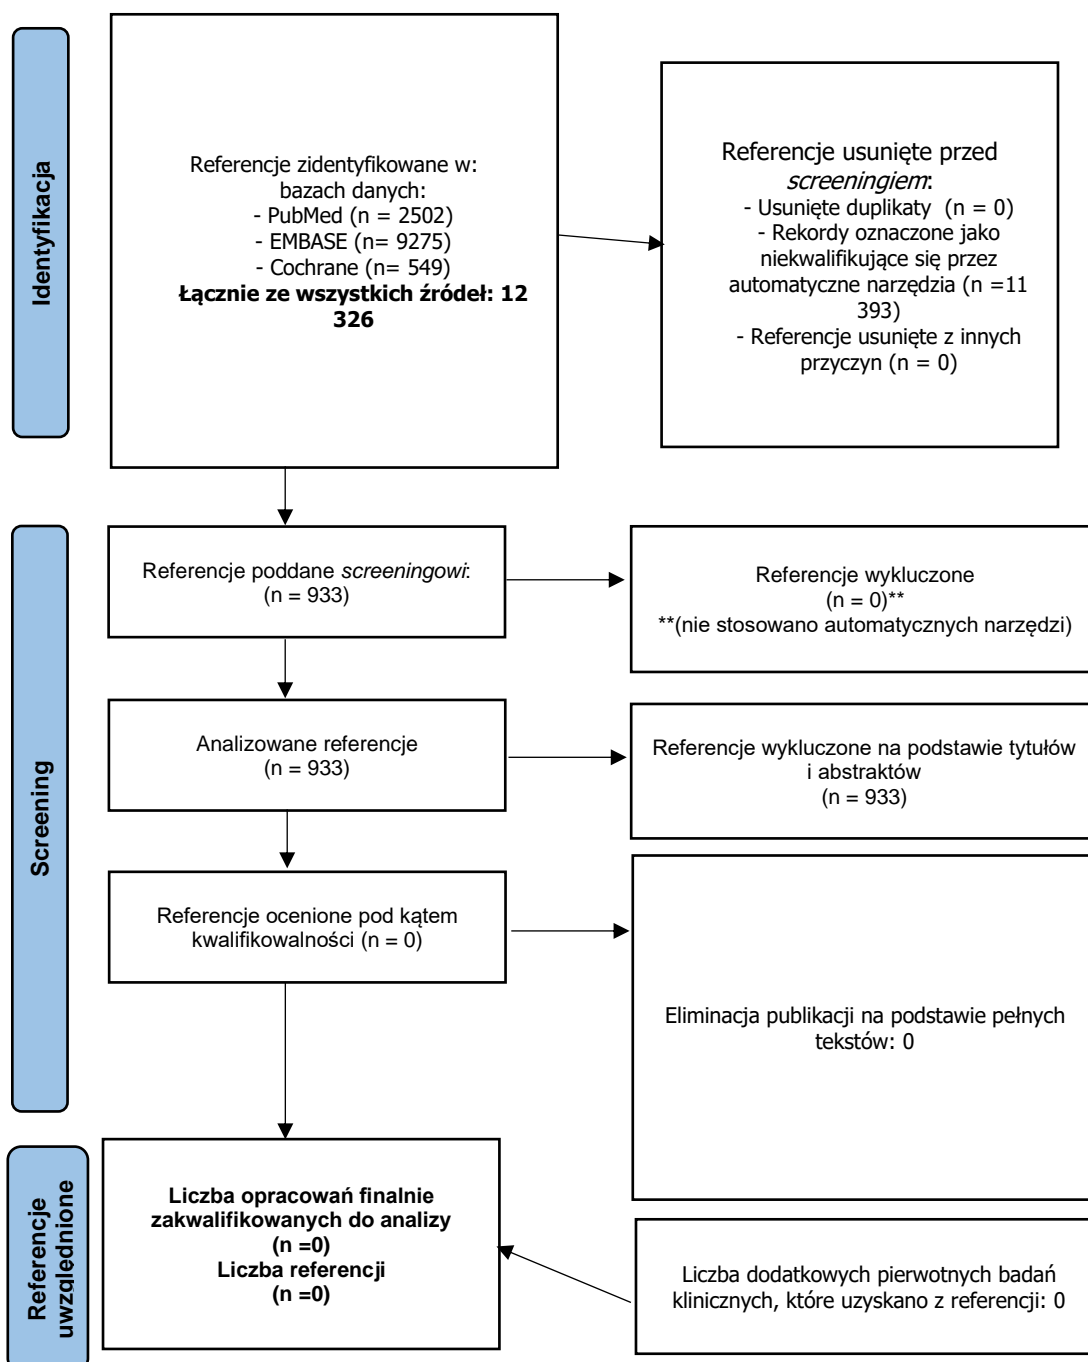 Identyfikacja
Referencje zidentyfikowane w:
bazach danych:
- PubMed (n = 2502)
- EMBASE (n= 9275)
- Cochrane (n= 549)
Łącznie ze wszystkich źródeł: 12
326
Referencje usunięte przed
screeningiem:
- Usunięte duplikaty (n = 0)
- Rekordy oznaczone jako
niekwalifikujące się przez
automatyczne narzędzia (n =11
393)
- Referencje usunięte z innych
przyczyn (n = 0)
Screening
Referencje poddane screeningowi:
(n = 933)
Referencje wykluczone
(n = 0)**
**(nie stosowano automatycznych narzędzi)
Analizowane referencje
(n = 933)
Referencje wykluczone na podstawie tytułów
i abstraktów
(n = 933)
Referencje ocenione pod kątem
kwalifikowalności (n = 0)
Eliminacja publikacji na podstawie pełnych
tekstów: 0
Referencje
uwzględnione
Liczba opracowań finalnie
zakwalifikowanych do analizy
(n =0)
Liczba referencji
(n =0)
Liczba dodatkowych pierwotnych badań
klinicznych, które uzyskano z referencji: 0